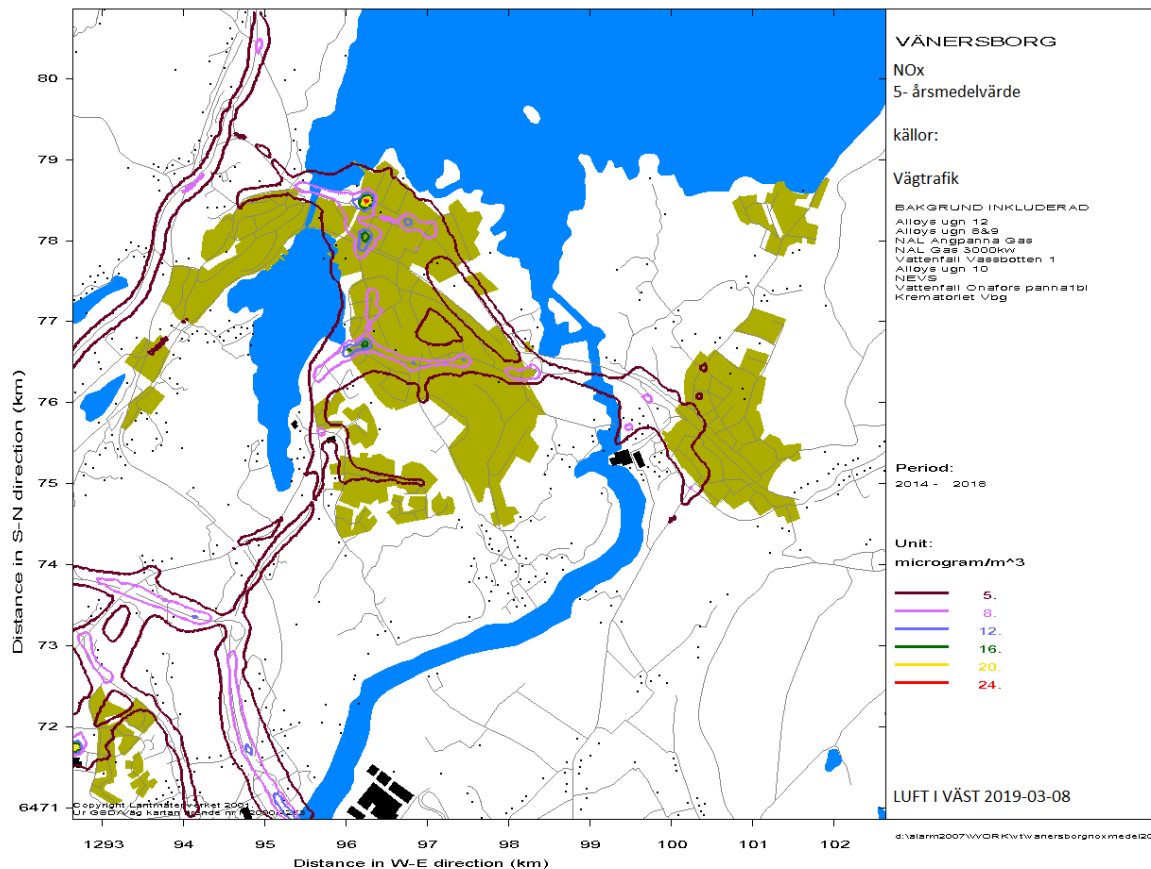 VÄNERSBORG
NOx
5- årsmedelvärde
källor:
Vägtrafik
BAKGRUND INKLUDERAD
Alloys ugn 12
Alloys ugn 8&9
NAL Angpanna Gas
NAL Gas 3000kw
Vattenfall Vassbotten 1
Alloys ugn 10
NEVS
Vattenfall Onafors panna1bl
Krematoriet Vbg
Period:
2014 - 2018
Unit:
microgram/m^3
5.
8.
12.
16.
20.
24.
LUFT I VÄST 2019-03-08
Distance in S-N direction (km)
80
79
78
77
76
75
74
73
72
6471
Copyright Lantmäteriverket 2001
Ur GSD
kartan
1293 94 95 96 97 98 99 100 101 102
Distance in W-E direction (km)